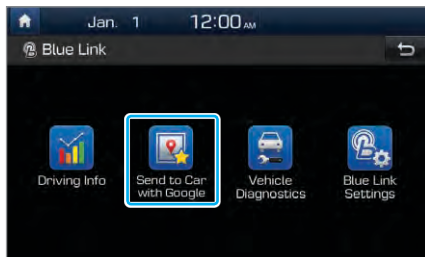 Jan. 1 12:00 AM
Blue Link
Driving Info
Send to Car
with Google
Vehicle
Diagnostics
Blue Link
Settings